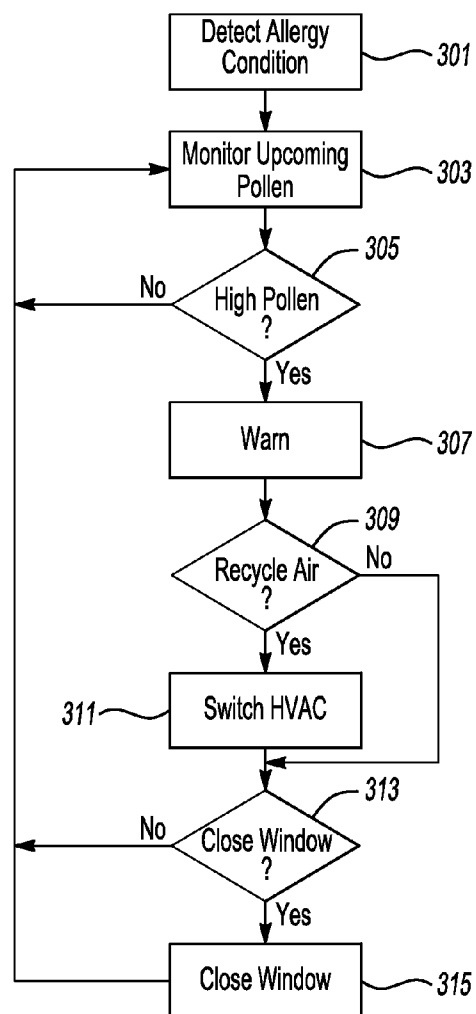 Detect Allergy
Condition
301
Monitor Upcoming
Pollen
303
305
High Pollen
?
No
Yes
Warn
307
309
Recycle Air
?
No
Yes
Switch HVAC
311
313
Close Window
?
No
Yes
Close Window
315